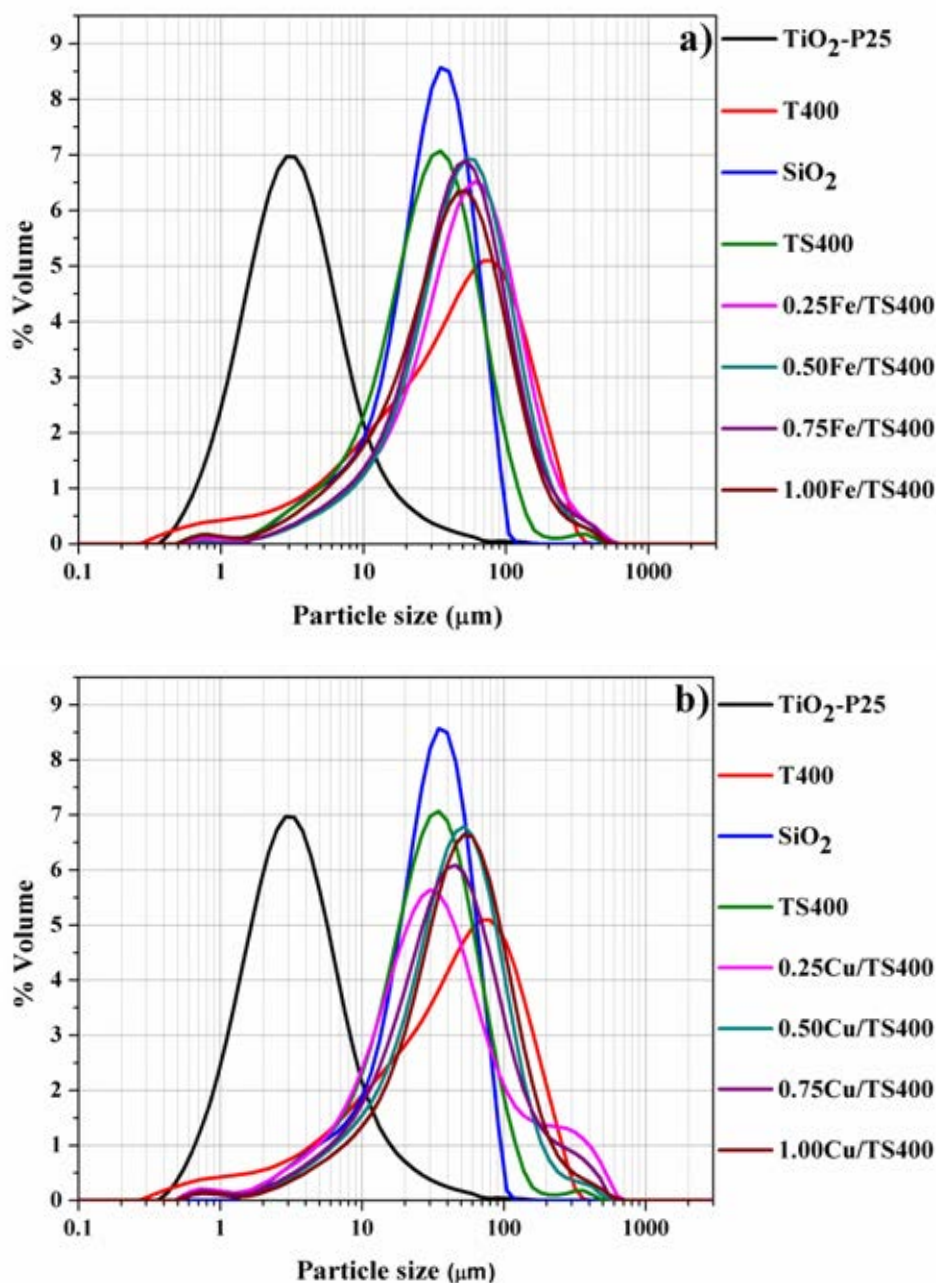 a)
9
8
7
6
5
4
3
2
1
0
% Volume
0.1 1 10 100 1000
Particle size (μm)
TiO2-P25
T400
SiO2
TS400
0.25Fe/TS400
0.50Fe/TS400
0.75Fe/TS400
1.00Fe/TS400
b)
9
8
7
6
5
4
3
2
1
0
% Volume
0.1 1 10 100 1000
Particle size (μm)
TiO2-P25
T400
SiO2
TS400
0.25Cu/TS400
0.50Cu/TS400
0.75Cu/TS400
1.00Cu/TS400